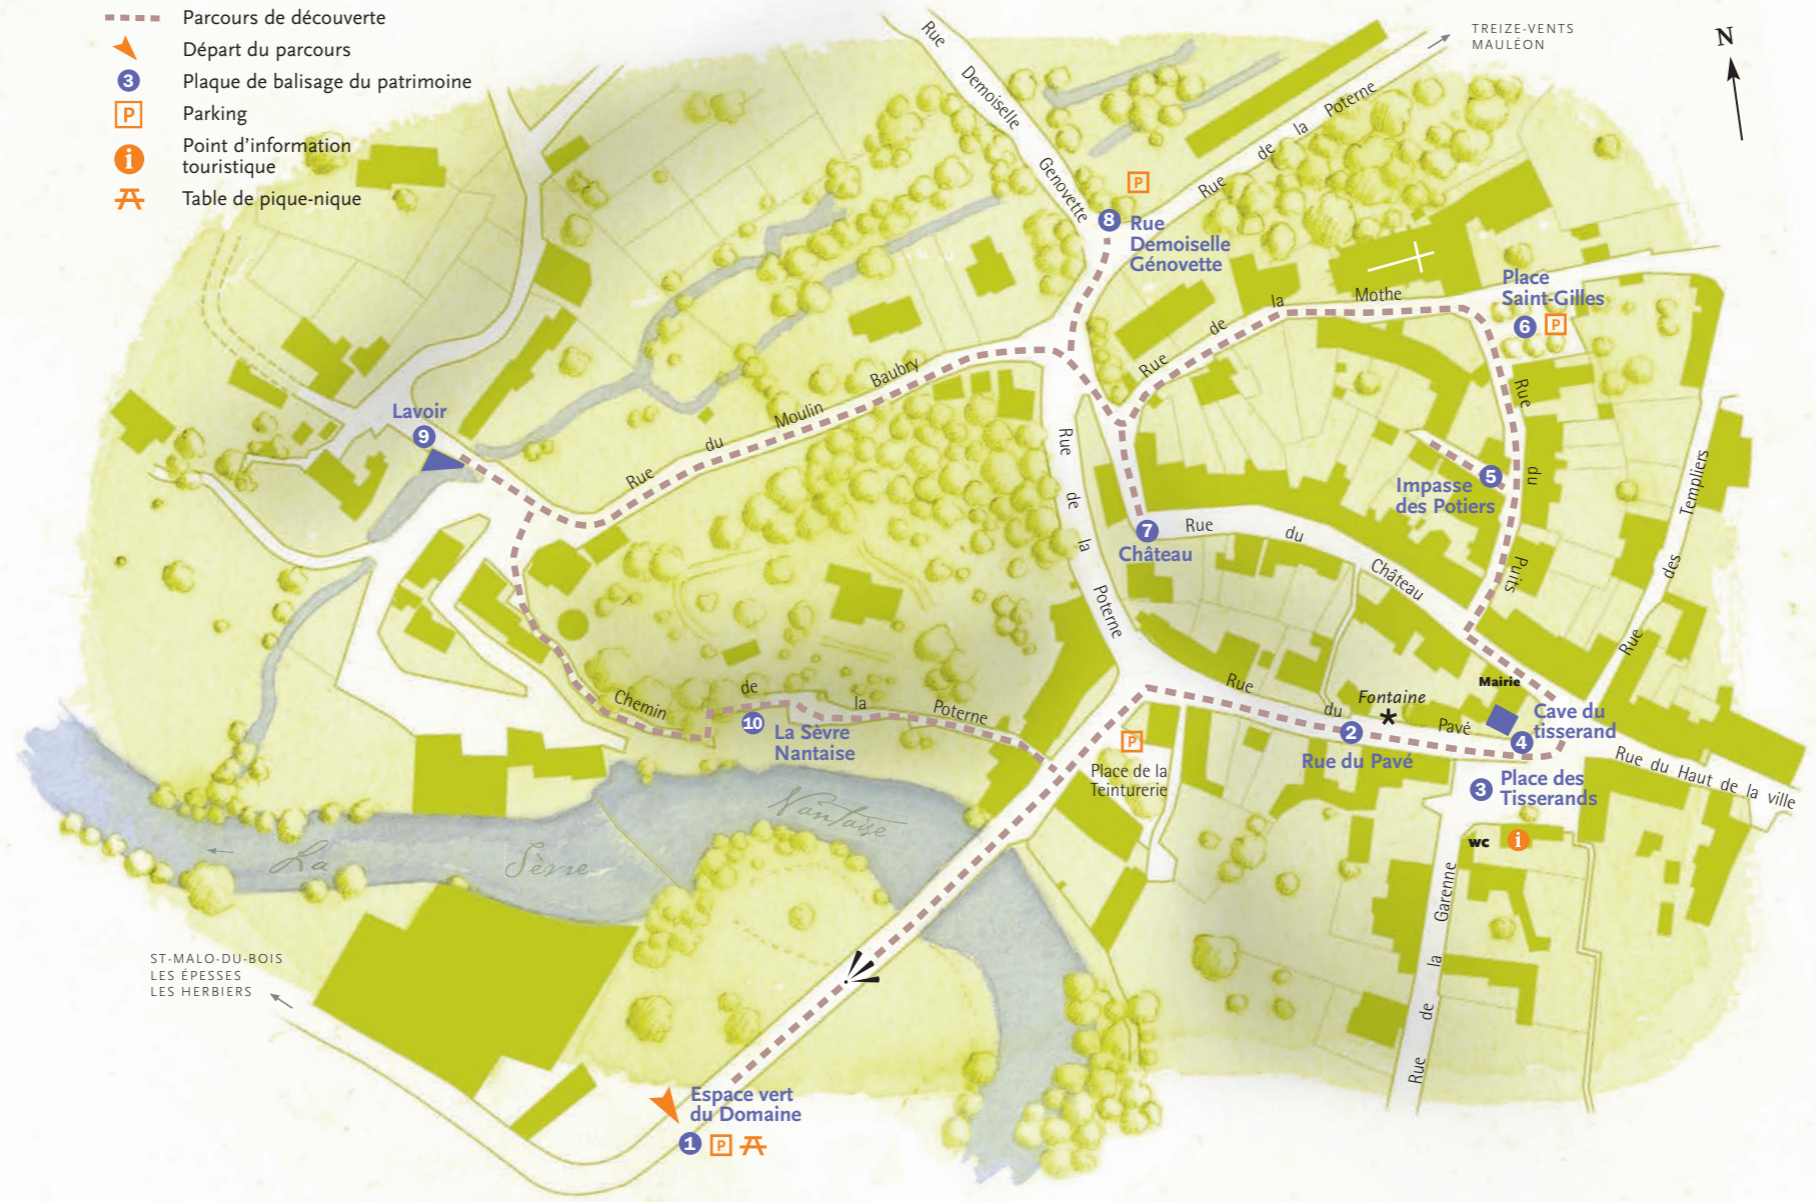 Parcours de découverte
Départ du parcours
3 Plaque de balisage du patrimoine
P Parking
i Point d'information
touristique
Table de pique-nique
TREIZE-VENTS
MAULÉON
N
Rue Demoiselle Genovette
Rue de la Poterne
P
8 Rue
Demoiselle
Génovette
Place
Saint-Gilles
6 P
Rue de la Mothe
Rue du Moulin Baubry
Lavoir
9
Rue du Puits
5
Impasse
des Potiers
Rue des Templiers
7
Château
Rue du Château
Rue de la Poterne
Chemin de la Poterne
10 La Sèvre
Nantaise
Rue du Pavé
Fontaine
*
Mairie
Cave du
tisserand
4
2
Rue du Pavé
P
Place de la
Teinturerie
3 Place des
Tisserands
Rue du Haut de la ville
WC i
Rue de la Garenne
La Sèvre Nantaise
ST-MALO-DU-BOIS
LES ÉPESSES
LES HERBIERS
Espace vert
du Domaine
1 P